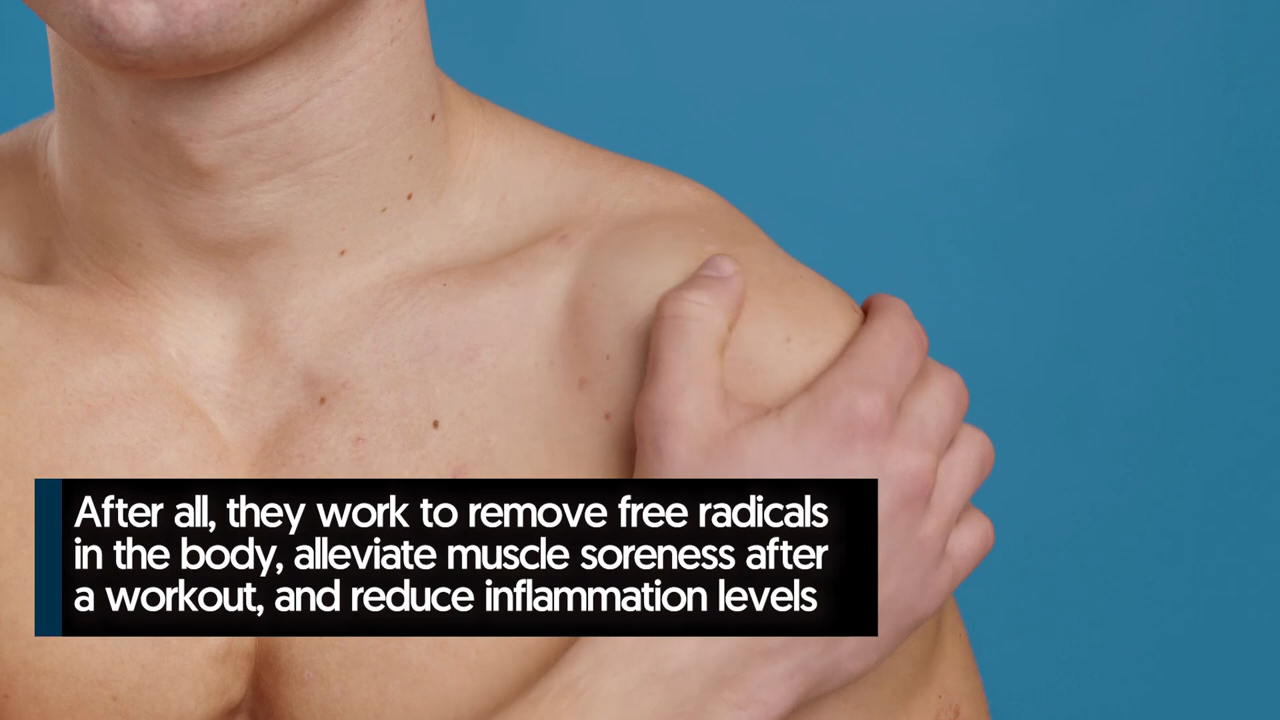 After all, they work to remove free radicals
in the body, alleviate muscle soreness after
a workout, and reduce inflammation levels